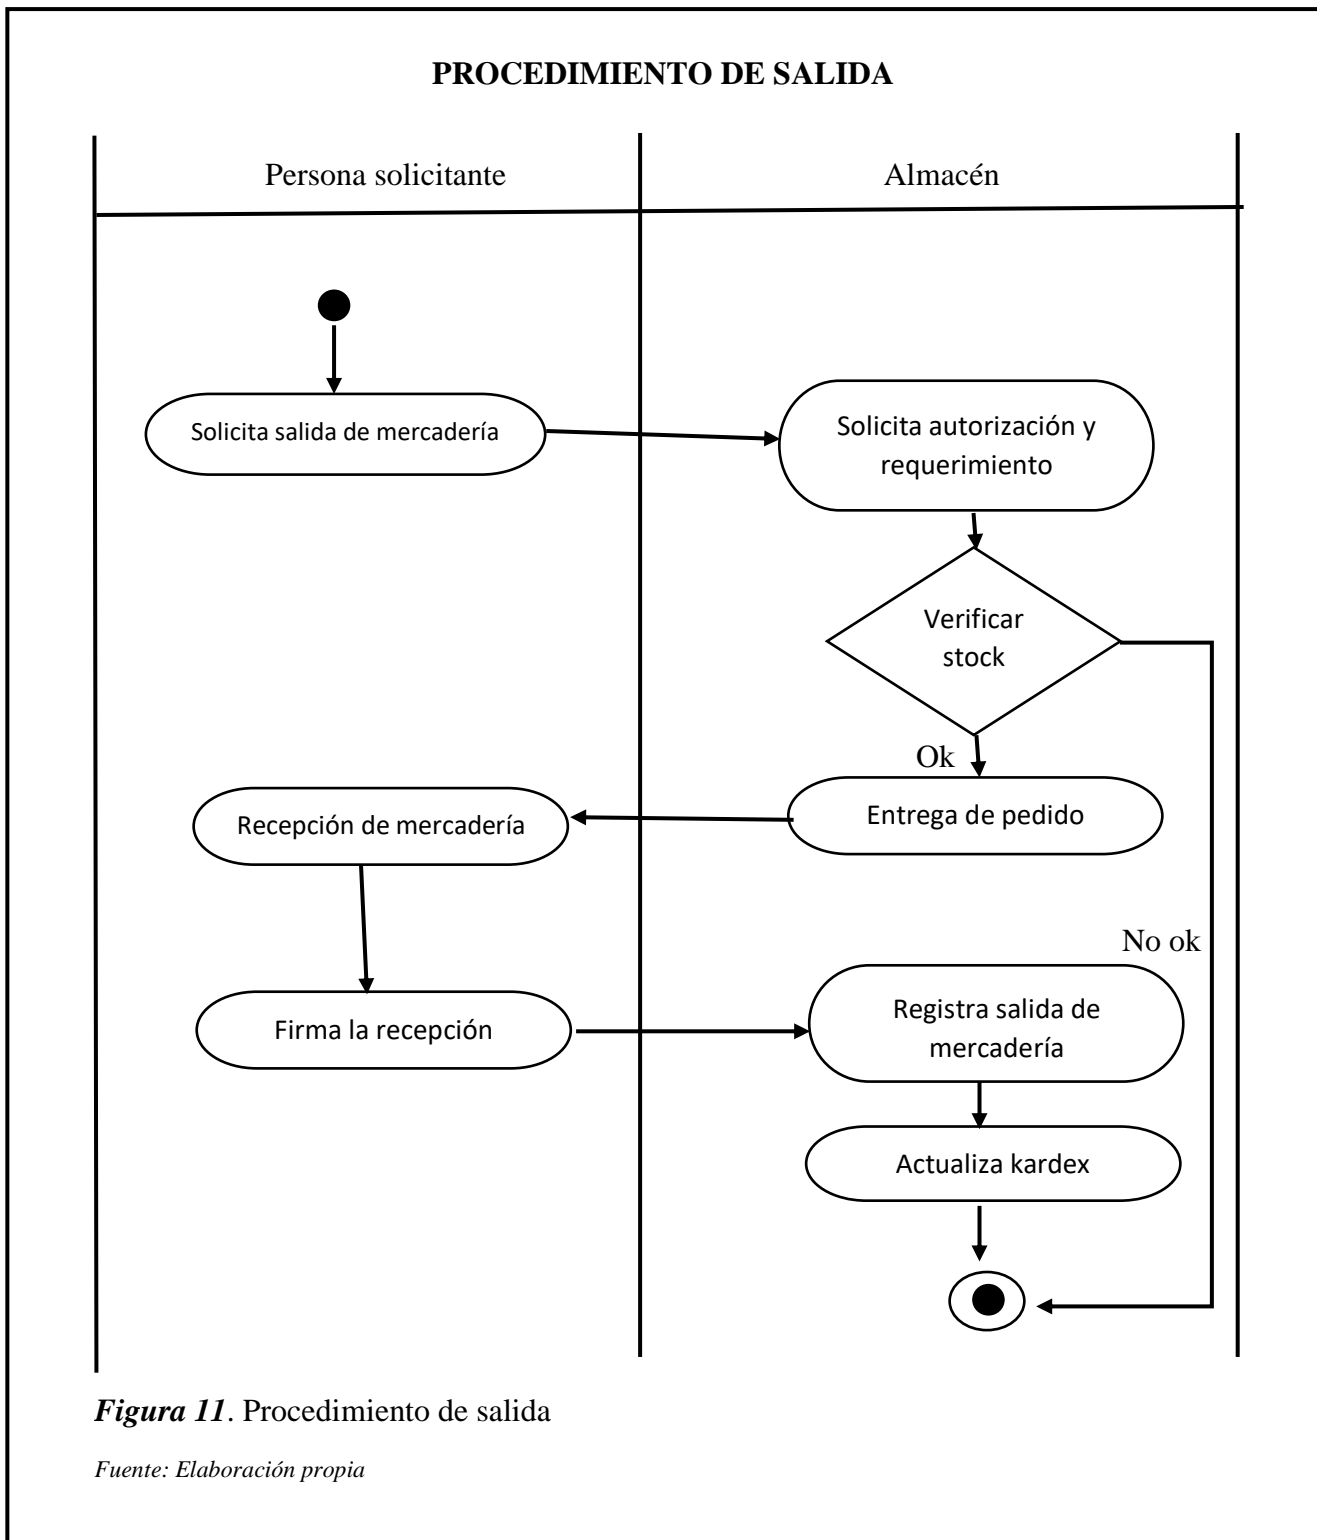 PROCEDIMIENTO DE SALIDA
Persona solicitante
Almacén
Solicita salida de mercadería
Solicita autorización y
requerimiento
Verificar
stock
Ok
Entrega de pedido
Recepción de mercadería
No ok
Firma la recepción
Registra salida de
mercadería
Actualiza kardex
Figura 11. Procedimiento de salida
Fuente: Elaboración propia